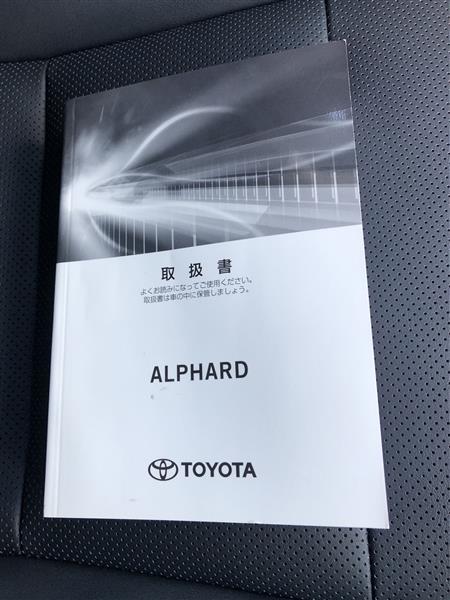 取扱書
よくお読みになってご使用ください。
取扱書は車の中に保管しましょう。
ALPHARD
TOYOTA